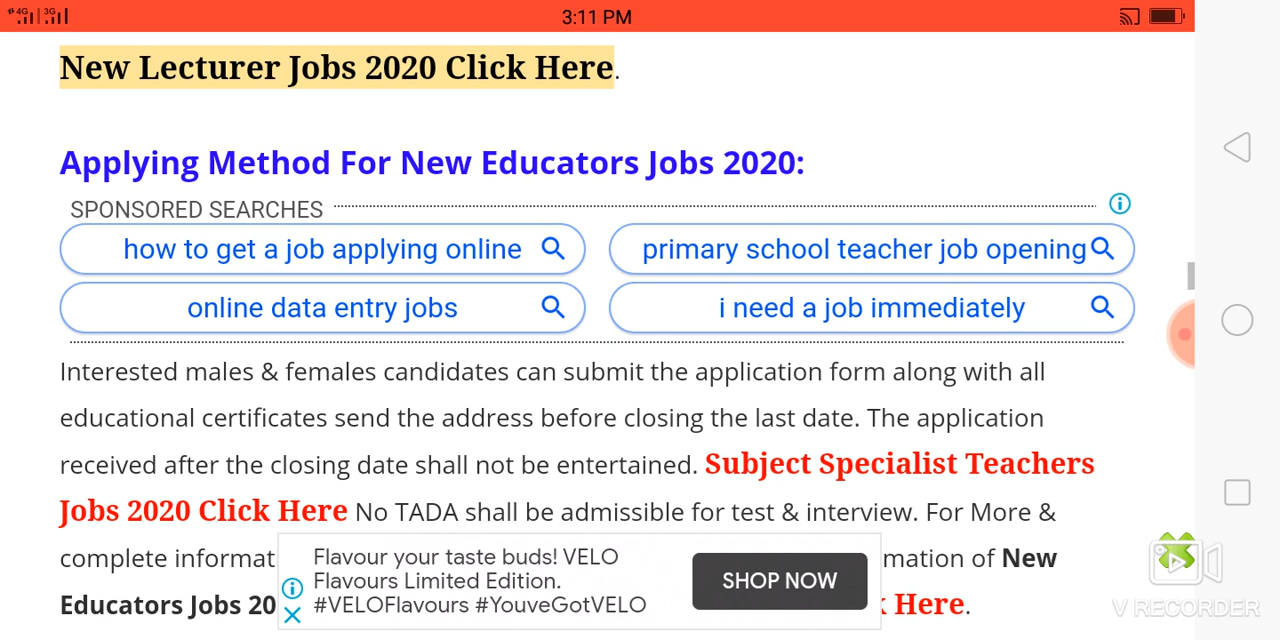 4G 3G 3:11 PM
New Lecturer Jobs 2020 Click Here.
Applying Method For New Educators Jobs 2020:
SPONSORED SEARCHES
how to get a job applying online
primary school teacher job opening
online data entry jobs
i need a job immediately
Interested males & females candidates can submit the application form along with all
educational certificates send the address before closing the last date. The application
received after the closing date shall not be entertained. Subject Specialist Teachers
Jobs 2020 Click Here No TADA shall be admissible for test & interview. For More &
complete informat mation of New
Educators Jobs 20 Here.
Flavour your taste buds! VELO
Flavours Limited Edition.
#VELOFlavours #YouveGotVELO
SHOP NOW
V RECORDER